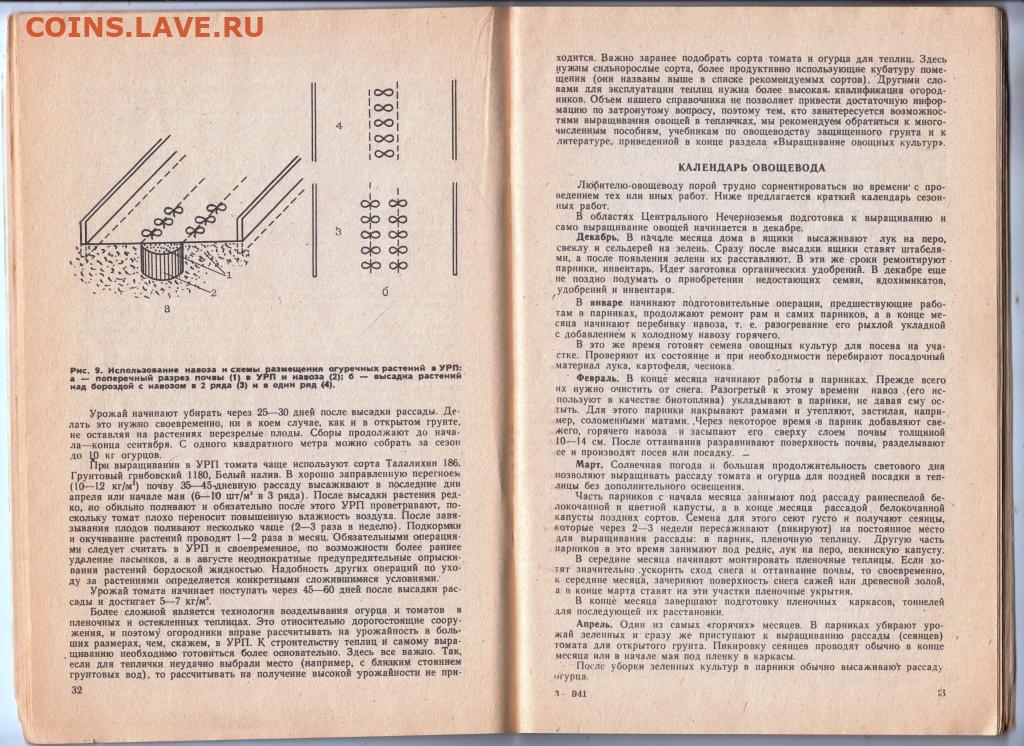 COINS.LAVE.RU
4
3
1
2
а
б
Рис. 9. Использование навоза и схемы размещения огуречных растений в УРП:
а — поперечный разрез почвы (1) в УРП и навоза (2); б — высадка растений
над бороздой с навозом в 2 ряда (3) и в один ряд (4).
Урожай начинают убирать через 25—30 дней после высадки рассады. Де-
лать это нужно своевременно, ни в коем случае, как и в открытом грунте,
не оставляя на растениях перезрелые плоды. Сборы продолжают до нача-
ла—конца сентября. С одного квадратного метра можно собрать за сезон
до 10 кг огурцов.
При выращивании в УРП томата чаще используют сорта Талалихин 186,
Грунтовый грибовский 1180, Белый налив. В хорошо заправленную перегноем
(10—12 кг/м²) почву 35—45-дневную рассаду высаживают в последние дни
апреля или начале мая (6—10 шт/м² в 3 ряда). После высадки растения ред-
ко, но обильно поливают и обязательно после этого УРП проветривают, по-
скольку томат плохо переносит повышенную влажность воздуха. После завя-
зывания плодов поливают несколько чаще (2—3 раза в неделю). Подкормки
и окучивание растений проводят 1—2 раза в месяц. Обязательными операция-
ми следует считать в УРП и своевременное, по возможности более раннее
удаление пасынков, а в августе неоднократные предупредительные опрыски-
вания растений бордоской жидкостью. Надобность других операций по ухо-
ду за растениями определяется конкретными сложившимися условиями.
Урожай томата начинает поступать через 45—60 дней после высадки рас-
сады и достигает 5—7 кг/м².
Более сложной является технология возделывания огурца и томатов в
пленочных и остекленных теплицах. Это относительно дорогостоящие соору-
жения, и поэтому огородники вправе рассчитывать на урожайность в боль-
ших размерах, чем, скажем, в УРП. К строительству теплиц и самому выра-
щиванию необходимо готовиться более основательно. Здесь все важно. Так,
если для теплички неудачно выбрали место (например, с близким стоянием
грунтовых вод), то рассчитывать на получение высокой урожайности не при-
32
ходится. Важно заранее подобрать сорта томата и огурца для теплиц. Здесь
нужны сильнорослые сорта, более продуктивно использующие кубатуру поме-
щения (они названы выше в списке рекомендуемых сортов). Другими сло-
вами для эксплуатации теплиц нужна более высокая квалификация огород-
ников. Объем нашего справочника не позволяет привести достаточную инфор-
мацию по затронутому вопросу, поэтому тем, кто заинтересуется возможнос-
тями выращивания овощей в тепличках, мы рекомендуем обратиться к много-
численным пособиям, учебникам по овощеводству защищенного грунта и к
литературе, приведенной в конце раздела «Выращивание овощных культур».
КАЛЕНДАРЬ ОВОЩЕВОДА
Любителю-овощеводу порой трудно сориентироваться во времени с про-
ведением тех или иных работ. Ниже предлагается краткий календарь сезон-
ных работ.
В областях Центрального Нечерноземья подготовка к выращиванию и
само выращивание овощей начинается в декабре.
Декабрь. В начале месяца дома в ящики высаживают лук на перо,
свеклу и сельдерей на зелень. Сразу после высадки ящики ставят штабеля-
ми, а после появления зелени их расставляют. В эти же сроки ремонтируют
парники, инвентарь. Идет заготовка органических удобрений. В декабре еще
не поздно подумать о приобретении недостающих семян, ядохимикатов,
удобрений и инвентаря.
В январе начинают подготовительные операции, предшествующие рабо-
там в парниках, продолжают ремонт рам и самих парников, а в конце ме-
сяца начинают перебивку навоза, т. е. разогревание его рыхлой укладкой
с добавлением к холодному навозу горячего.
В это же время готовят семена овощных культур для посева на уча-
стке. Проверяют их состояние и при необходимости перебирают посадочный
материал лука, картофеля, чеснока.
Февраль. В конце месяца начинают работы в парниках. Прежде всего
их нужно очистить от снега. Разогретый к этому времени навоз (его ис-
пользуют в качестве биотоплива) укладывают в парники, не давая ему ос-
тыть. Для этого парники накрывают рамами и утепляют, застилая, напри-
мер, соломенными матами. Через некоторое время в парник добавляют све-
жего, горячего навоза и засыпают его сверху слоем почвы толщиной
10—14 см. После оттаивания разравнивают поверхность почвы, разделывают
ее и производят посев или посадку.
Март. Солнечная погода и большая продолжительность светового дня
позволяют выращивать рассаду томата и огурца для поздней посадки в теп-
лицы без дополнительного освещения.
Часть парников с начала месяца занимают под рассаду раннеспелой бе-
локочанной и цветной капусты, а в конце месяца рассадой белокочанной
капусты поздних сортов. Семена для этого сеют густо и получают сеянцы,
которые через 2—3 недели пересаживают (пикируют) на постоянное место
для выращивания рассады: в парник, пленочную теплицу. Другую часть
парников в это время занимают под редис, лук на перо, пекинскую капусту.
В середине месяца начинают монтировать пленочные теплицы. Если хо-
тят значительно ускорить сход снега и оттаивание почвы, то своевременно,
к середине месяца, зачерняют поверхность снега сажей или древесной золой,
а в конце марта ставят на эти участки пленочные укрытия.
В конце месяца завершают подготовку пленочных каркасов, тоннелей
для последующей их расстановки.
Апрель. Один из самых «горячих» месяцев. В парниках убирают уро-
жай зеленных и сразу же приступают к выращиванию рассады (сеянцев)
томата для открытого грунта. Пикировку сеянцев проводят обычно в конце
месяца или в начале мая под пленку в каркасы.
После уборки зеленных культур в парники обычно высаживают рассаду
огурца.
3 - 941
33